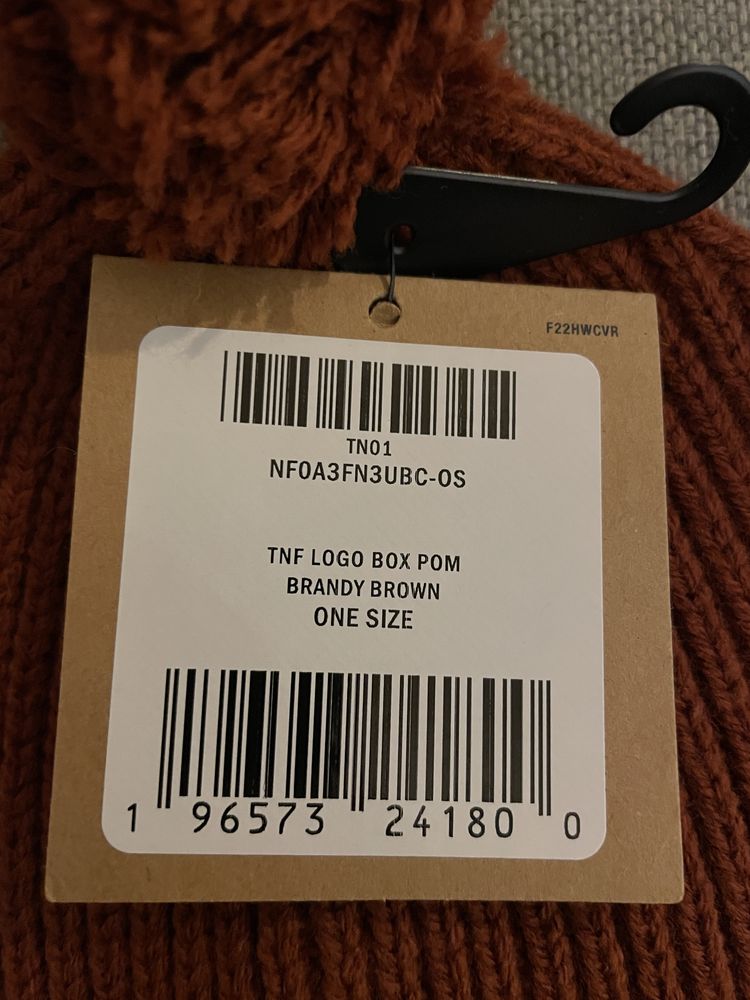 F22HWCVR
TN01
NF0A3FN3UBC-OS
TNF LOGO BOX POM
BRANDY BROWN
ONE SIZE
1 96573 24180 0